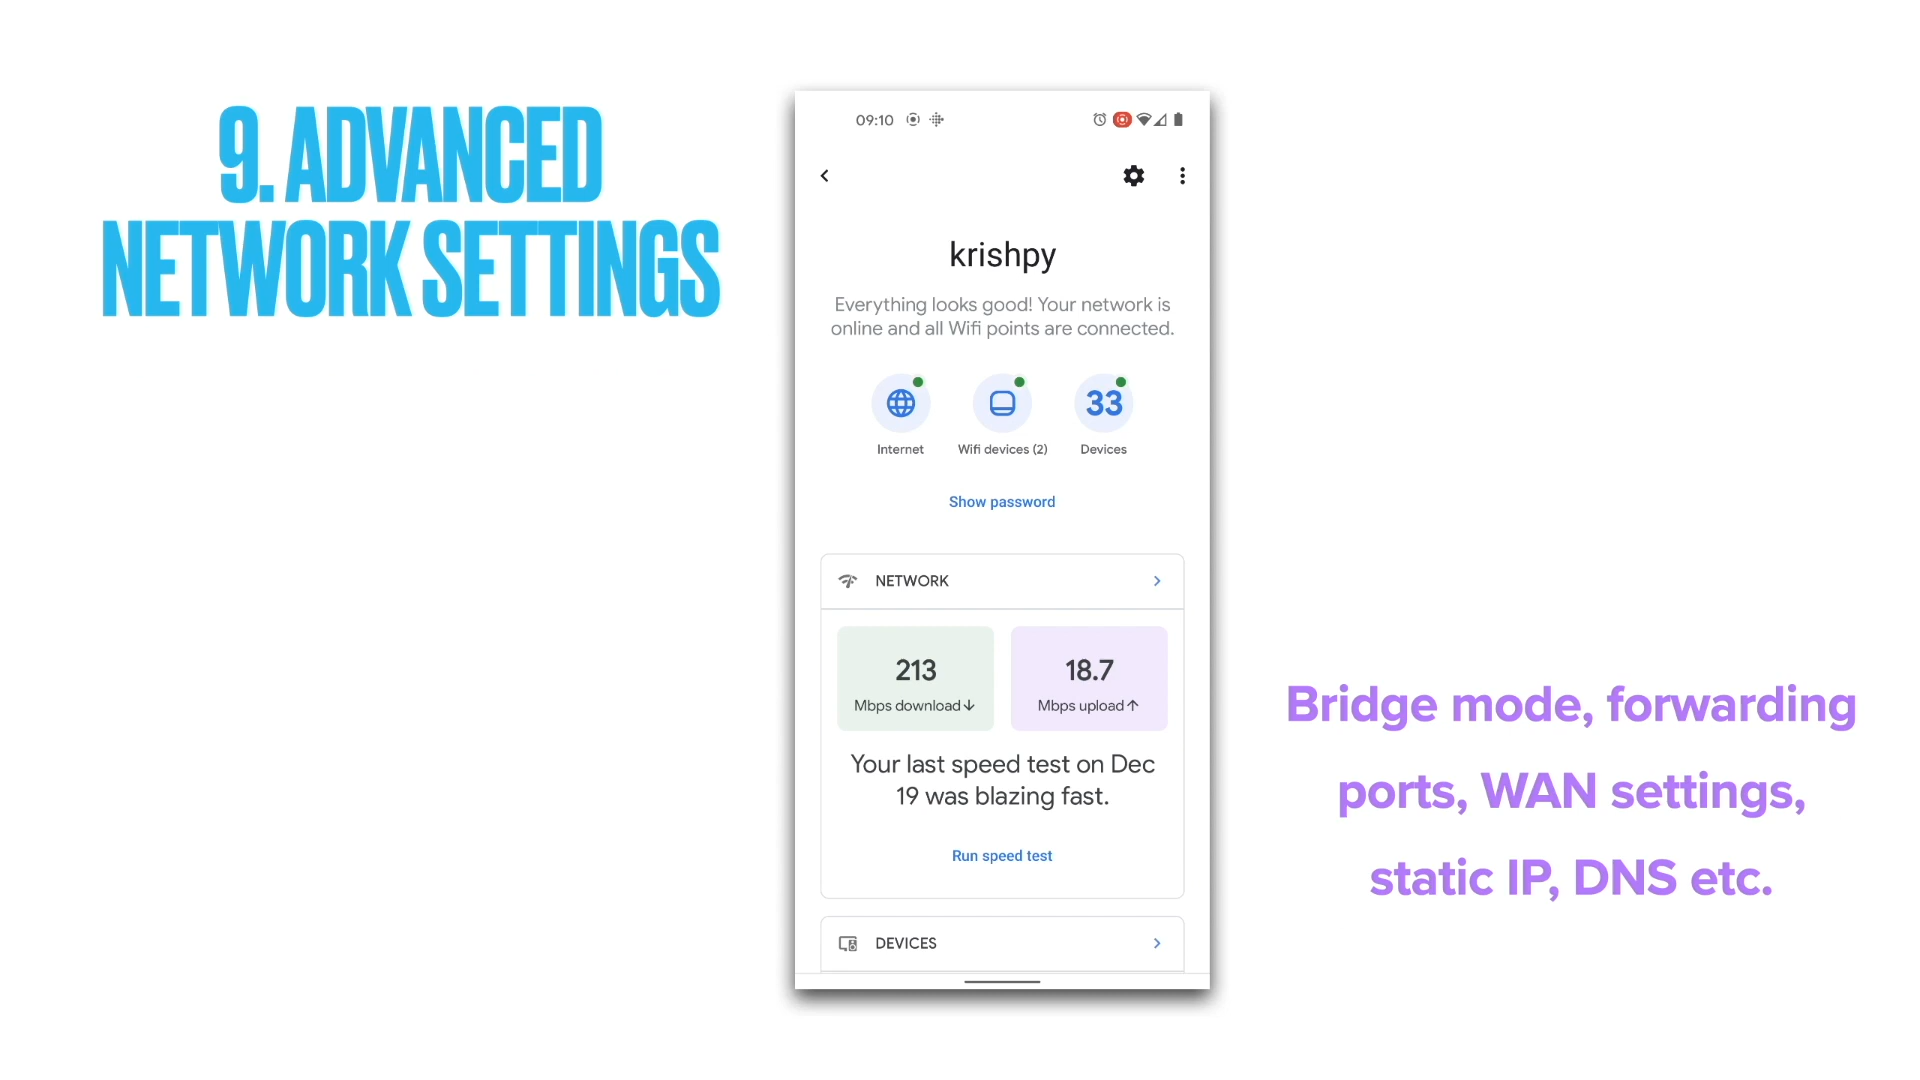 9. ADVANCED
NETWORK SETTINGS
09:10
krishpy
Everything looks good! Your network is
online and all Wifi points are connected.
33
Internet
Wifi devices (2)
Devices
Show password
NETWORK
213
Mbps download
18.7
Mbps upload
Your last speed test on Dec
19 was blazing fast.
Run speed test
DEVICES
Bridge mode, forwarding
ports, WAN settings,
static IP, DNS etc.